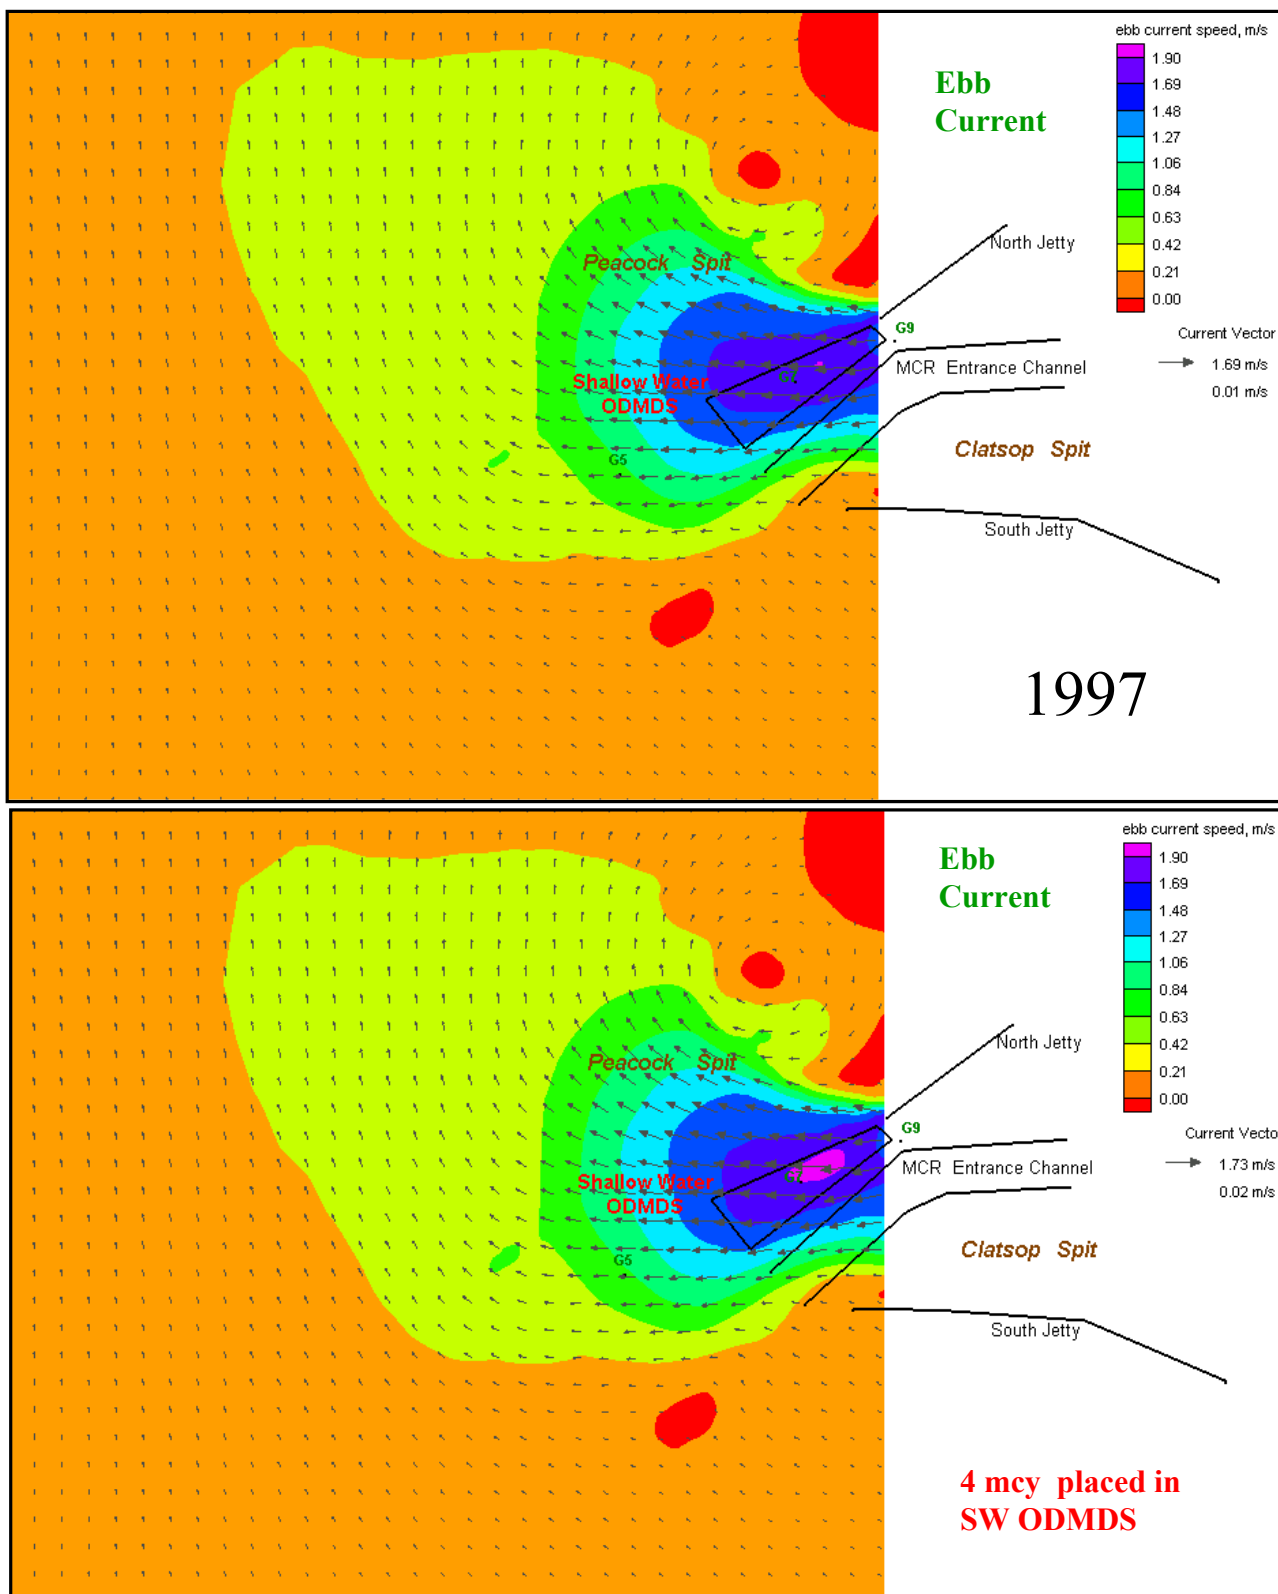 ebb current speed, m/s
Ebb
Current
1.90
1.69
1.48
1.27
1.06
0.84
0.63
0.42
0.21
0.00
North Jetty
Peacock Spit
G9
Current Vector
1.69 m/s
0.01 m/s
MCR Entrance Channel
Shallow Water
ODMDS
G5
Clatsop Spit
South Jetty
1997
ebb current speed, m/s
Ebb
Current
1.90
1.69
1.48
1.27
1.06
0.84
0.63
0.42
0.21
0.00
North Jetty
Peacock Spit
G9
Current Vecto
1.73 m/s
0.02 m/s
MCR Entrance Channel
Shallow Water
ODMDS
G5
Clatsop Spit
South Jetty
4 mcy placed in
SW ODMDS